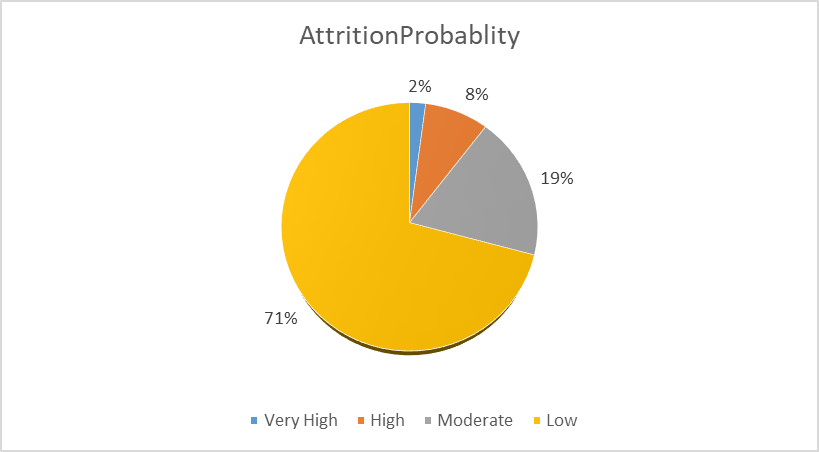 AttritionProbablity
2%
8%
19%
71%
Very High High Moderate Low